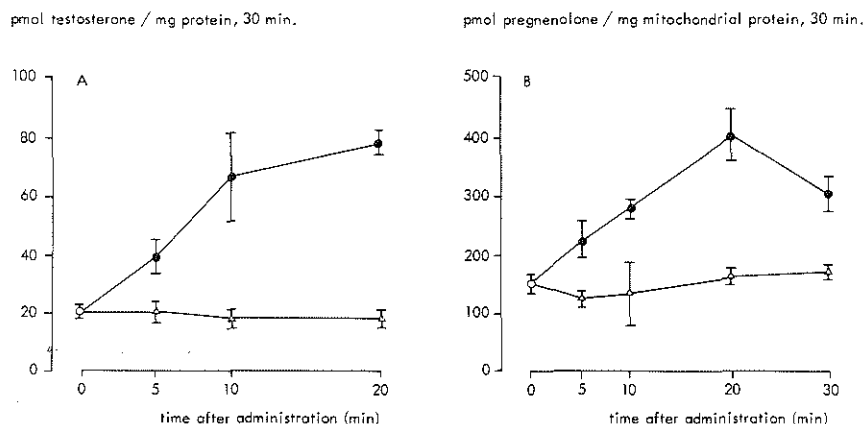 pmol testosterone / mg protein, 30 min.
100
A
80
60
40
20
0
0 5 10 20
time after administration (min)
pmol pregnenolone / mg mitochondrial protein, 30 min.
500
B
400
300
200
100
0
0 5 10 20 30
time after administration (min)